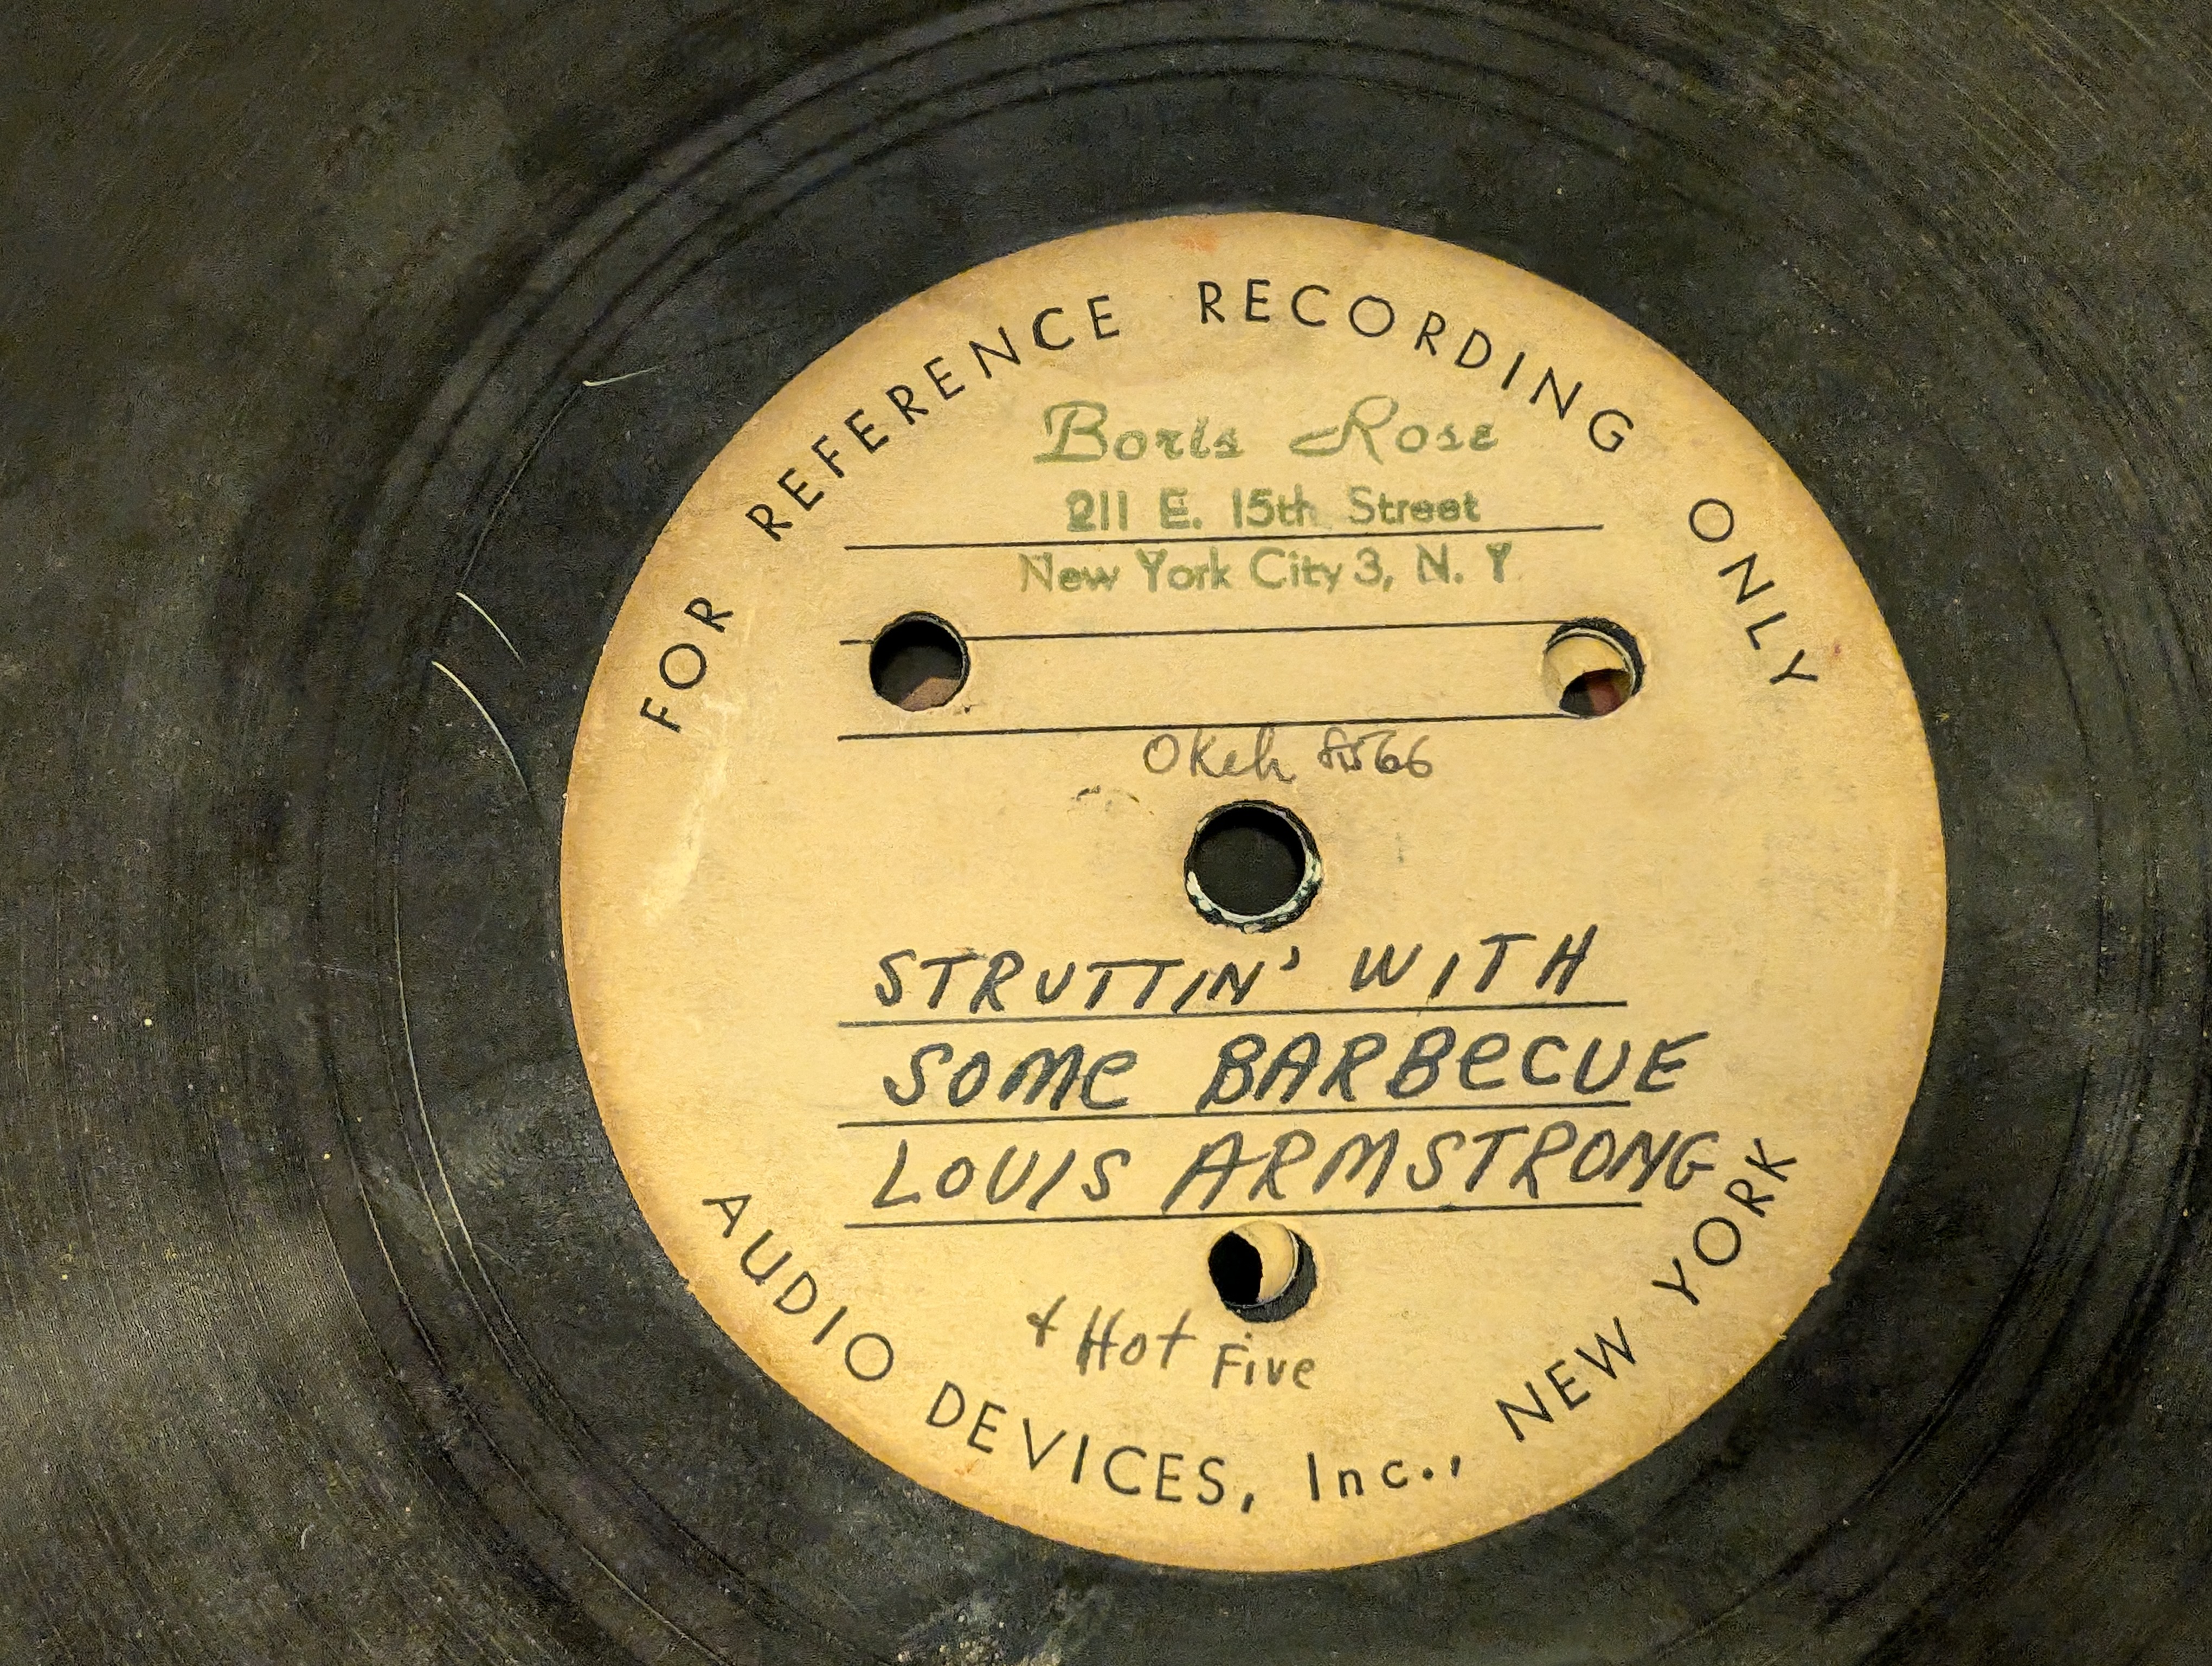 FOR REFERENCE RECORDING ONLY
Boris Rose
211 E. 15th Street
New York City 3, N. Y
Okeh 8566
STRUTTIN' WITH
SOME BARBECUE
LOUIS ARMSTRONG
+ Hot Five
AUDIO DEVICES, Inc., NEW YORK